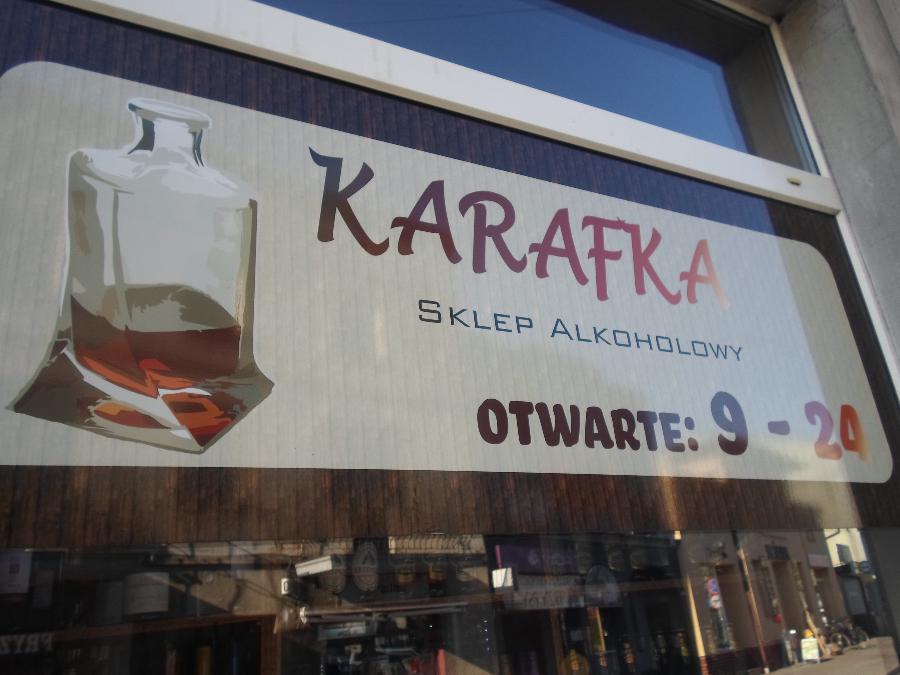 KARAFKA
SKLEP ALKOHOLOWY
OTWARTE: 9 - 24